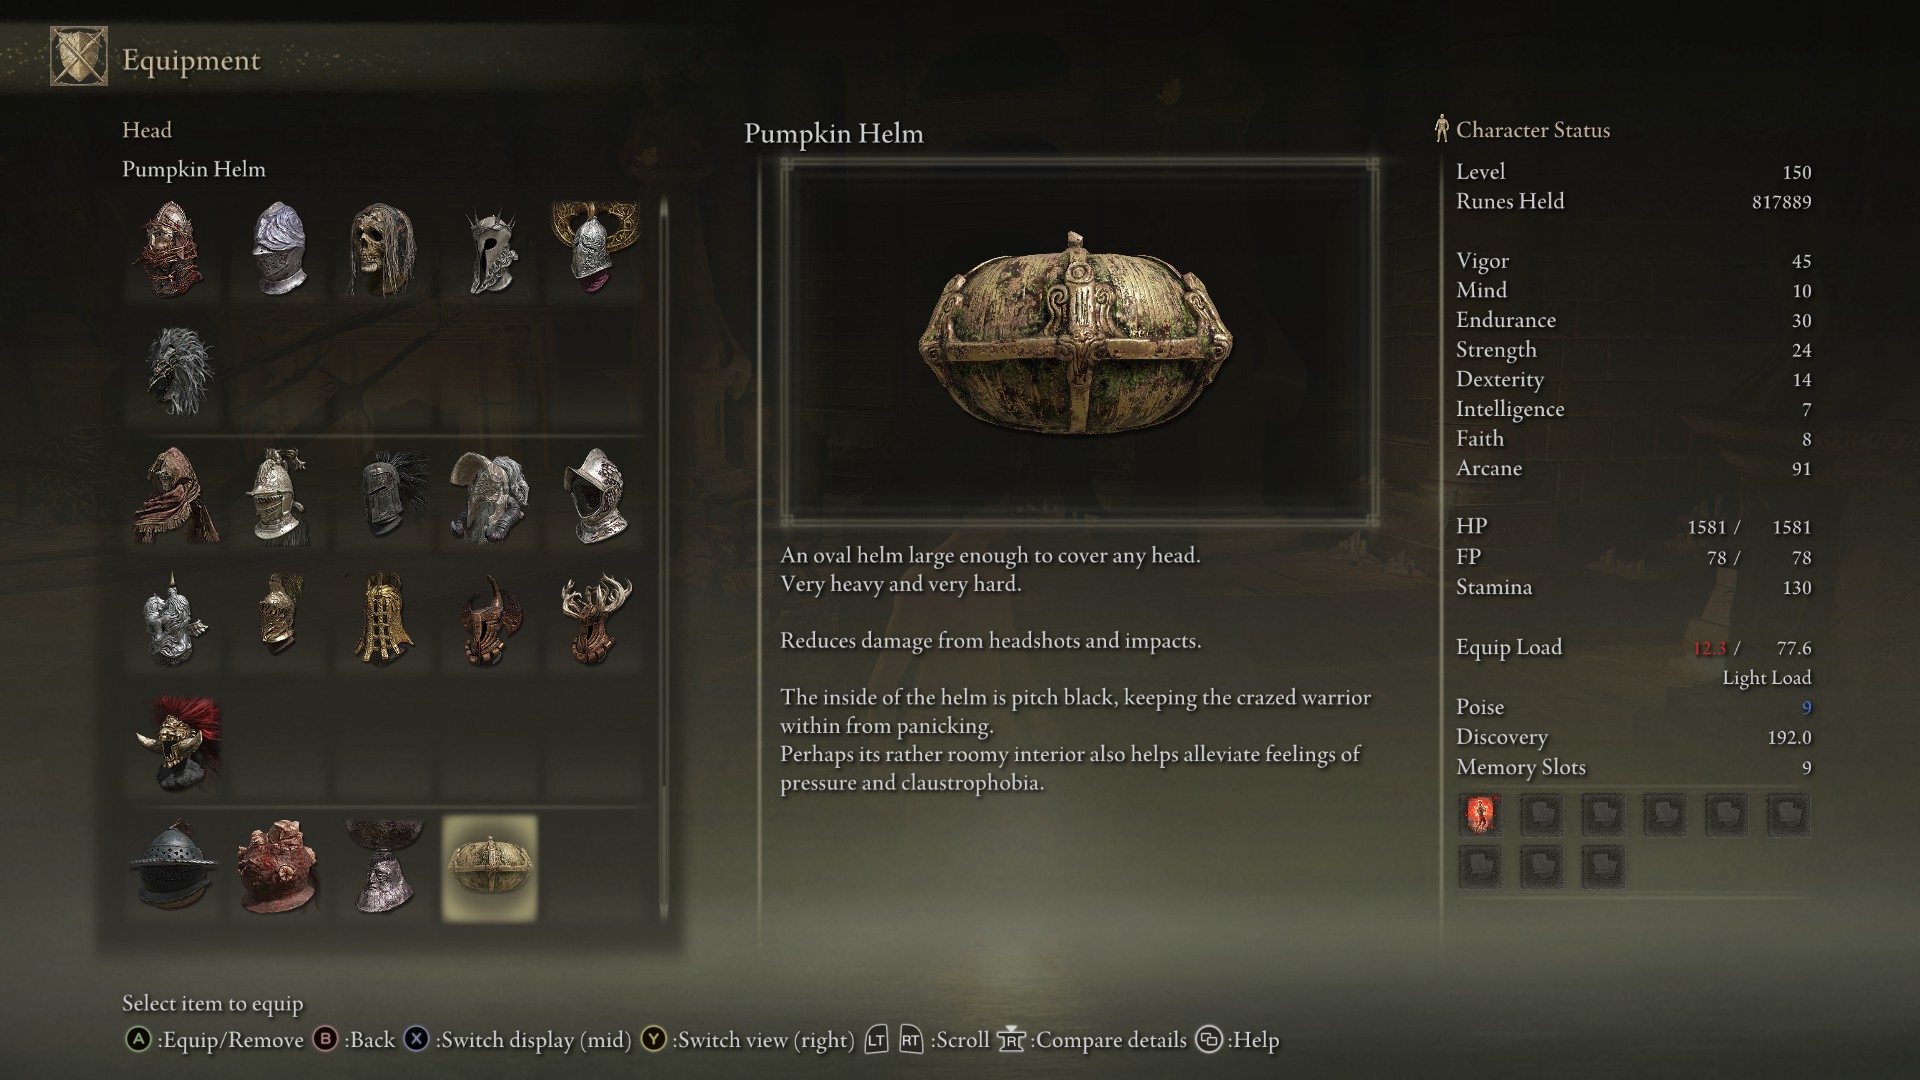 Equipment
Head
Pumpkin Helm
Pumpkin Helm
An oval helm large enough to cover any head.
Very heavy and very hard.
Reduces damage from headshots and impacts.
The inside of the helm is pitch black, keeping the crazed warrior
within from panicking.
Perhaps its rather roomy interior also helps alleviate feelings of
pressure and claustrophobia.
Character Status
Level 150
Runes Held 817889
Vigor 45
Mind 10
Endurance 30
Strength 24
Dexterity 14
Intelligence 7
Faith 8
Arcane 91
HP 1581 / 1581
FP 78 / 78
Stamina 130
Equip Load 12.3 / 77.6
Light Load
Poise 9
Discovery 192.0
Memory Slots 9
Select item to equip
A :Equip/Remove B :Back X :Switch display (mid) Y :Switch view (right) LT RT :Scroll R :Compare details :Help